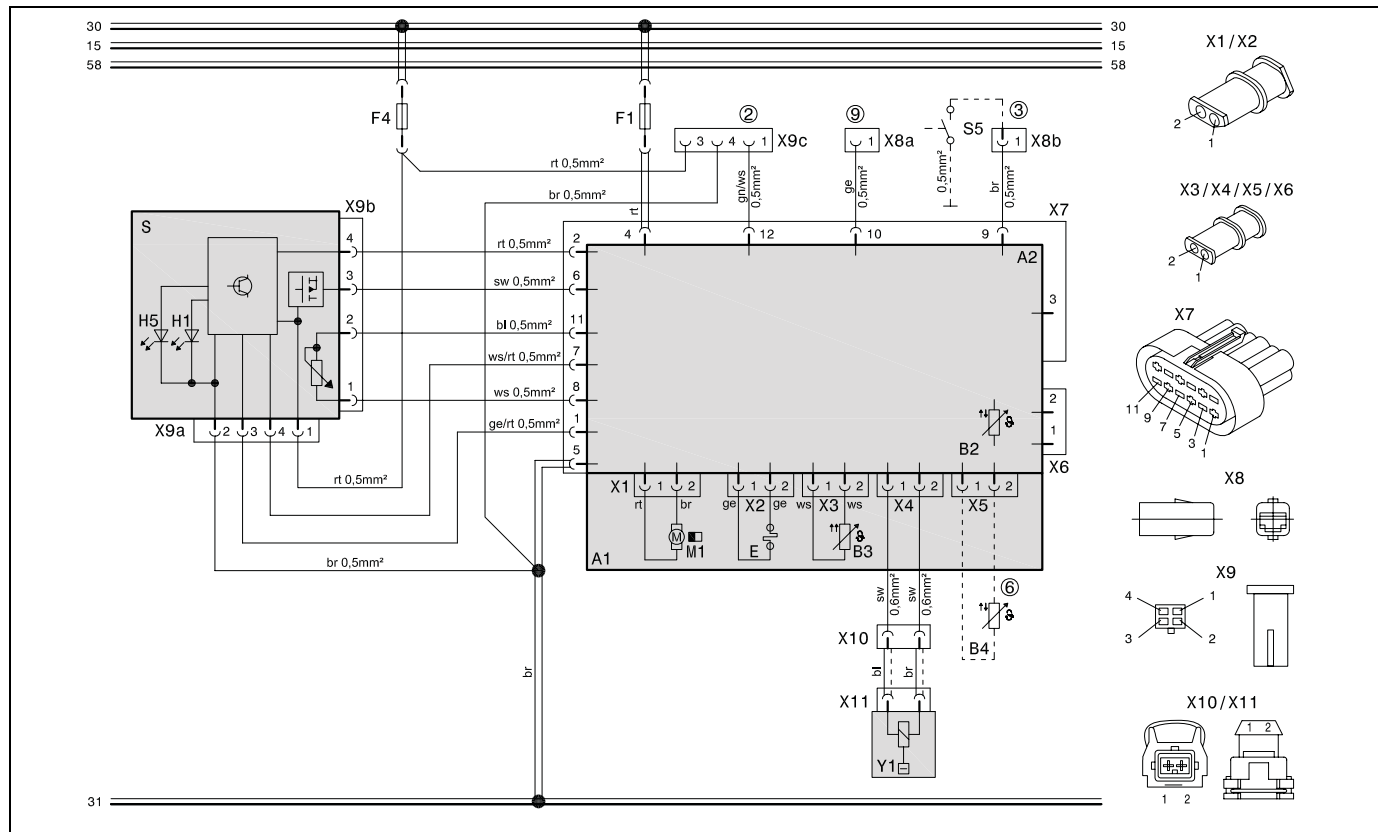 30 30
15 15
58 58
X1/X2
2 1
F4 F1
② ⑨ S5 ③
3 4 1 X9c
1 X8a
1 X8b
rt 0,5mm²
br 0,5mm²
rt
gn/ws 0,5mm²
ge 0,5mm²
0,5mm²
br 0,5mm²
X3/X4/X5/X6
2 1
S
X9b
X7
4 12 10 9
A2
4 rt 0,5mm² 2
3 sw 0,5mm² 6
3
2 bl 0,5mm² 11
H5 H1
ws/rt 0,5mm² 7
1 ws 0,5mm² 8
ge/rt 0,5mm² 1
5
X7
11 9 7 5 3 1
X9a 2 3 4 1
2
1
B2
X6
rt 0,5mm²
X1 1 2
1 X2 2
1 X3 2
1 X4 2
1 X5 2
rt br ge ge ws ws
M
M1
E
B3
A1
br 0,5mm²
X8
sw 0,6mm²
sw 0,6mm²
⑥
B4
X9
4 1
3 2
X10
bl br
br
X11
Y1
X10/X11
1 2
1 2
31